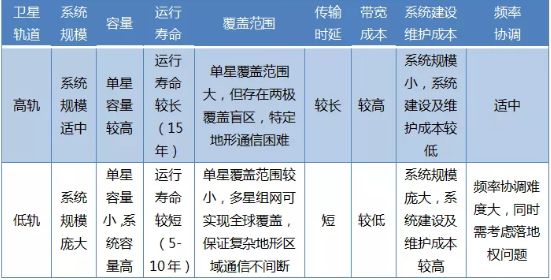 卫星
轨道
系统
规模
容量
运行
寿命
覆盖范围
传输
时延
带宽
成本
系统建设
维护成本
频率
协调
高轨
系统
规模
适中
单星
容量
较高
运行
寿命
较长
（15
年）
单星覆盖范围
大，但存在两极
覆盖盲区，特定
地形通信困难
较长
较高
系统规模
小，系统
建设及维
护成本较
低
适中
低轨
系统
规模
庞大
单星
容量
小,系
统容
量高
运行
寿命
较短
（5-
10年）
单星覆盖范围较
小，多星组网可
实现全球覆盖，
保证复杂地形区
域通信不间断
短
较低
系统规模
庞大，系
统建设及
维护成本
较高
频率协调难
度大，同时
需考虑落地
权问题